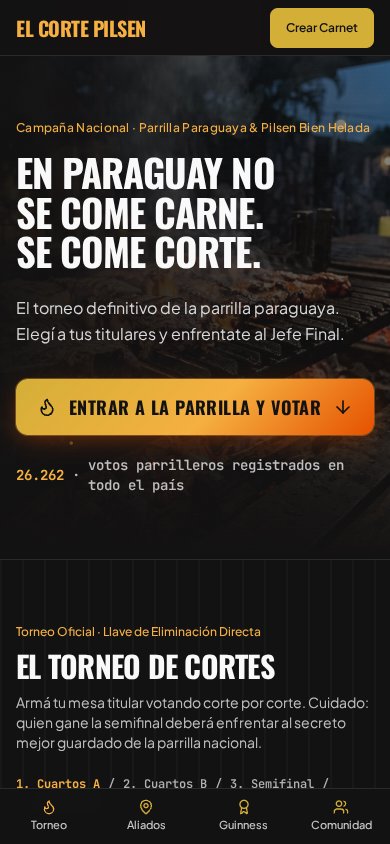 EL CORTE PILSEN
Crear Carnet
Campaña Nacional · Parrilla Paraguaya & Pilsen Bien Helada
EN PARAGUAY NO
SE COME CARNE.
SE COME CORTE.
El torneo definitivo de la parrilla paraguaya.
Elegí a tus titulares y enfrentate al Jefe Final.
ENTRAR A LA PARRILLA Y VOTAR
26.262 · votos parrilleros registrados en
todo el país
Torneo Oficial · Llave de Eliminación Directa
EL TORNEO DE CORTES
Armá tu mesa titular votando corte por corte. Cuidado:
quien gane la semifinal deberá enfrentar al secreto
mejor guardado de la parrilla nacional.
1. Cuartos A / 2. Cuartos B / 3. Semifinal /
Torneo
Aliados
Guinness
Comunidad